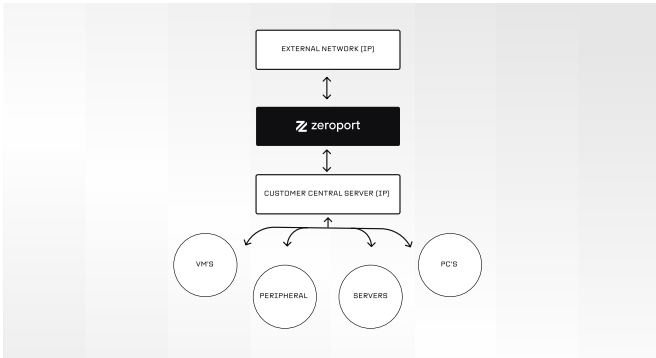 EXTERNAL NETWORK (IP)
zeroport
CUSTOMER CENTRAL SERVER (IP)
VM'S
PC'S
PERIPHERAL
SERVERS